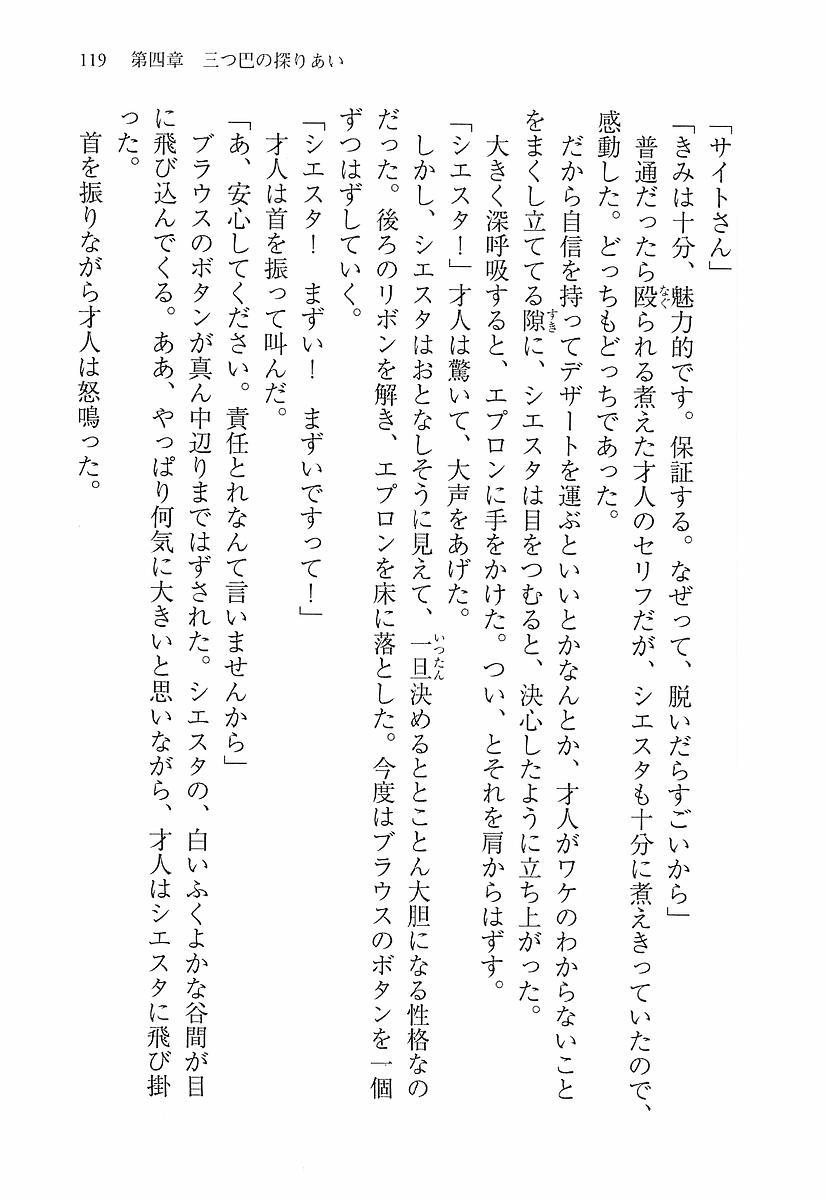 119　第四章　三つ巴の探りあい
「サイトさん」
「きみは十分、魅力的です。保証する。なぜって、脱いだらすごいから」
　普通だったら殴られる煮えた才人のセリフだが、シエスタも十分に煮えきっていたので、
感動した。どっちもどっちであった。
　だから自信を持ってデザートを運ぶといいとかなんとか、才人がワケのわからないこと
をまくし立ててる隙に、シエスタは目をつむると、決心したように立ち上がった。
　大きく深呼吸すると、エプロンに手をかけた。つい、とそれを肩からはずす。
「シエスタ！」才人は驚いて、大声をあげた。
　しかし、シエスタはおとなしそうに見えて、一旦決めるととことん大胆になる性格なの
だった。後ろのリボンを解き、エプロンを床に落とした。今度はブラウスのボタンを一個
ずつはずしていく。
「シエスタ！　まずい！　まずいですって！」
　才人は首を振って叫んだ。
「あ、安心してください。責任とれなんて言いませんから」
　ブラウスのボタンが真ん中辺りまではずされた。シエスタの、白いふくよかな谷間が目
に飛び込んでくる。ああ、やっぱり何気に大きいと思いながら、才人はシエスタに飛び掛
った。
　首を振りながら才人は怒鳴った。